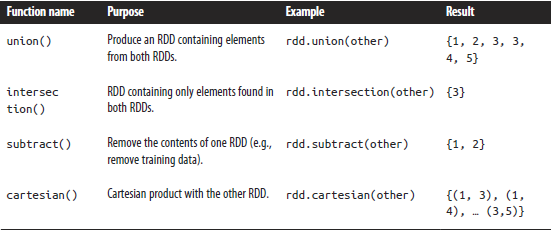 Function name Purpose Example Result
union() Produce an RDD containing elements rdd.union(other) {1, 2, 3, 3,
from both RDDs. 4, 5}
intersec RDD containing only elements found in rdd.intersection(other) {3}
tion() both RDDs.
subtract() Remove the contents of one RDD (e.g., rdd.subtract(other) {1, 2}
remove training data).
cartesian() Cartesian product with the other RDD. rdd.cartesian(other) {(1, 3), (1,
4), … (3,5)}